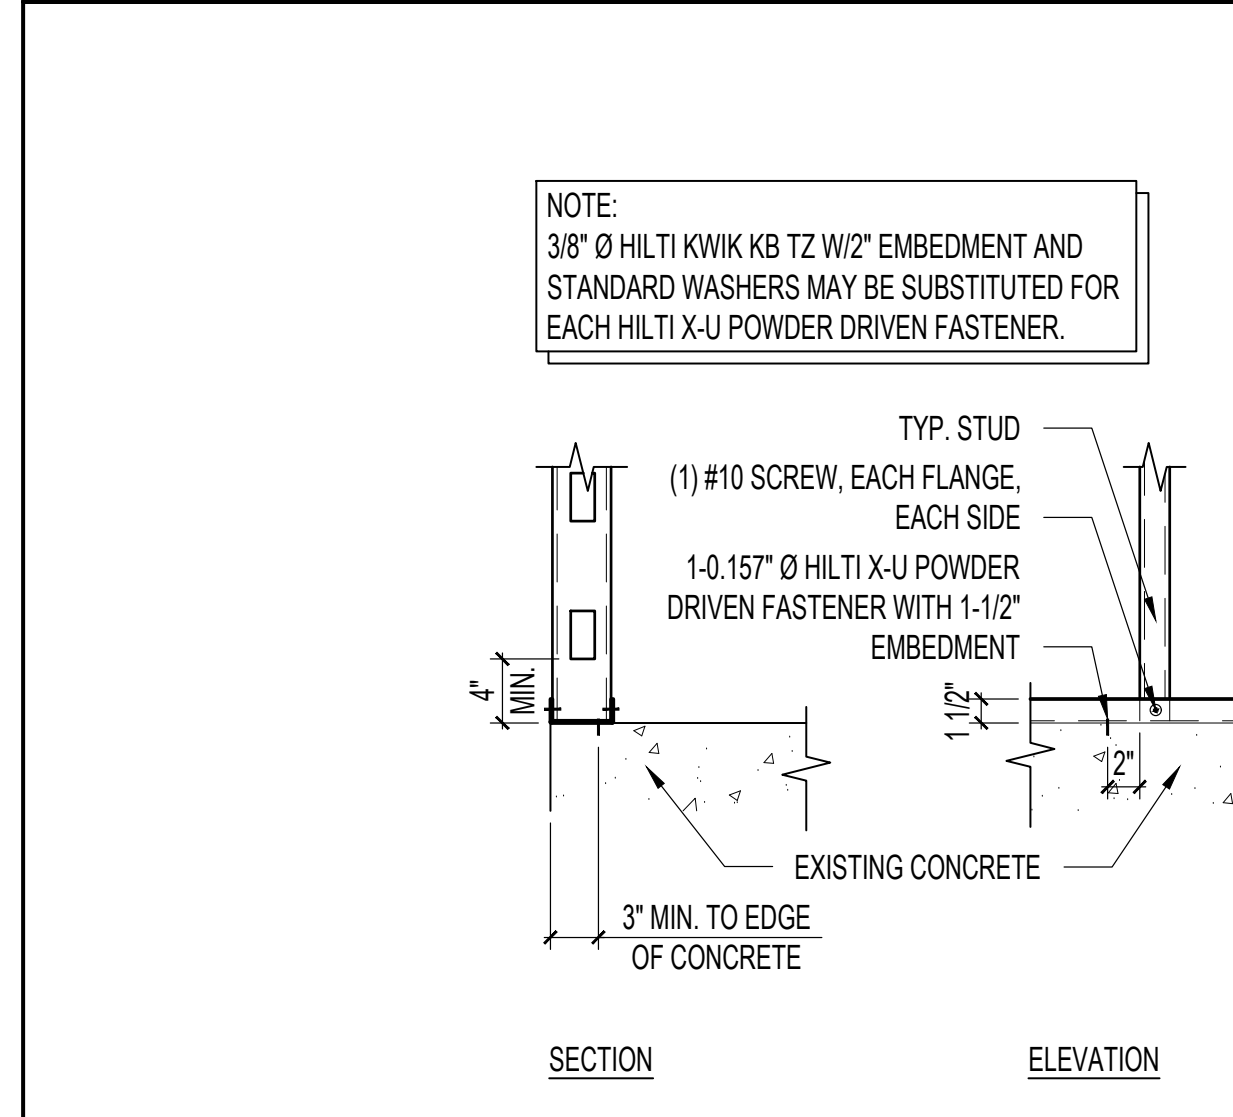 NOTE:
3/8" Ø HILTI KWIK KB TZ W/2" EMBEDMENT AND
STANDARD WASHERS MAY BE SUBSTITUTED FOR
EACH HILTI X-U POWDER DRIVEN FASTENER.
TYP. STUD
(1) #10 SCREW, EACH FLANGE,
EACH SIDE
1-0.157" Ø HILTI X-U POWDER
DRIVEN FASTENER WITH 1-1/2"
EMBEDMENT
4"
MIN.
1 1/2"
2"
EXISTING CONCRETE
3" MIN. TO EDGE
OF CONCRETE
SECTION
ELEVATION